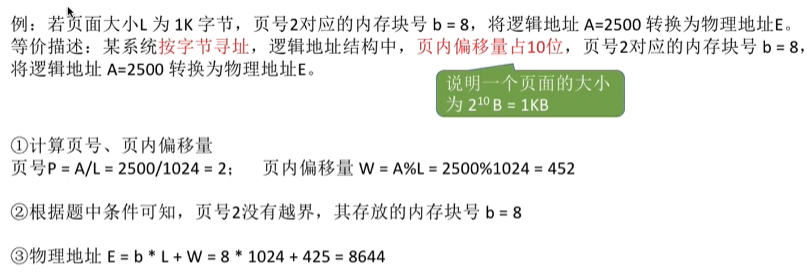 例：若页面大小L 为 1K 字节，页号2对应的内存块号 b = 8，将逻辑地址 A=2500 转换为物理地址E。
等价描述：某系统按字节寻址，逻辑地址结构中，页内偏移量占10位，页号2对应的内存块号 b = 8，
将逻辑地址 A=2500 转换为物理地址E。
说明一个页面的大小
为 2¹⁰ B = 1KB
①计算页号、页内偏移量
页号P = A/L = 2500/1024 = 2； 页内偏移量 W = A%L = 2500%1024 = 452
②根据题中条件可知，页号2没有越界，其存放的内存块号 b = 8
③物理地址 E = b * L + W = 8 * 1024 + 425 = 8644